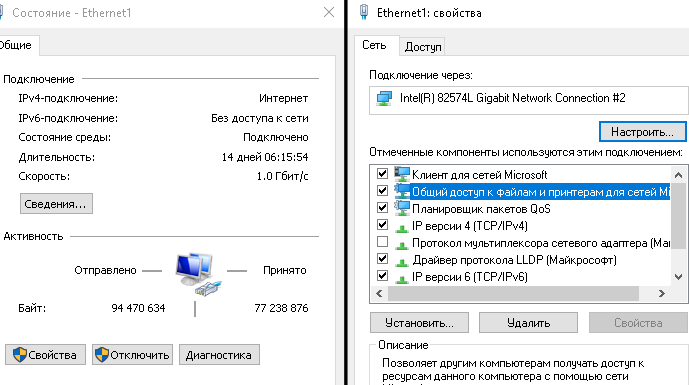 Состояние - Ethernet1
Общие
Подключение
IPv4-подключение: Интернет
IPv6-подключение: Без доступа к сети
Состояние среды: Подключено
Длительность: 14 дней 06:15:54
Скорость: 1.0 Гбит/с
Сведения...
Активность
Отправлено — Принято
Байт: 94 470 634 | 77 238 876
Свойства Отключить Диагностика
Ethernet1: свойства
Сеть Доступ
Подключение через:
Intel(R) 82574L Gigabit Network Connection #2
Настроить...
Отмеченные компоненты используются этим подключением:
Клиент для сетей Microsoft
Общий доступ к файлам и принтерам для сетей Mi
Планировщик пакетов QoS
IP версии 4 (TCP/IPv4)
Протокол мультиплексора сетевого адаптера (Ма
Драйвер протокола LLDP (Майкрософт)
IP версии 6 (TCP/IPv6)
Установить... Удалить Свойства
Описание
Позволяет другим компьютерам получать доступ к
ресурсам данного компьютера с помощью сети